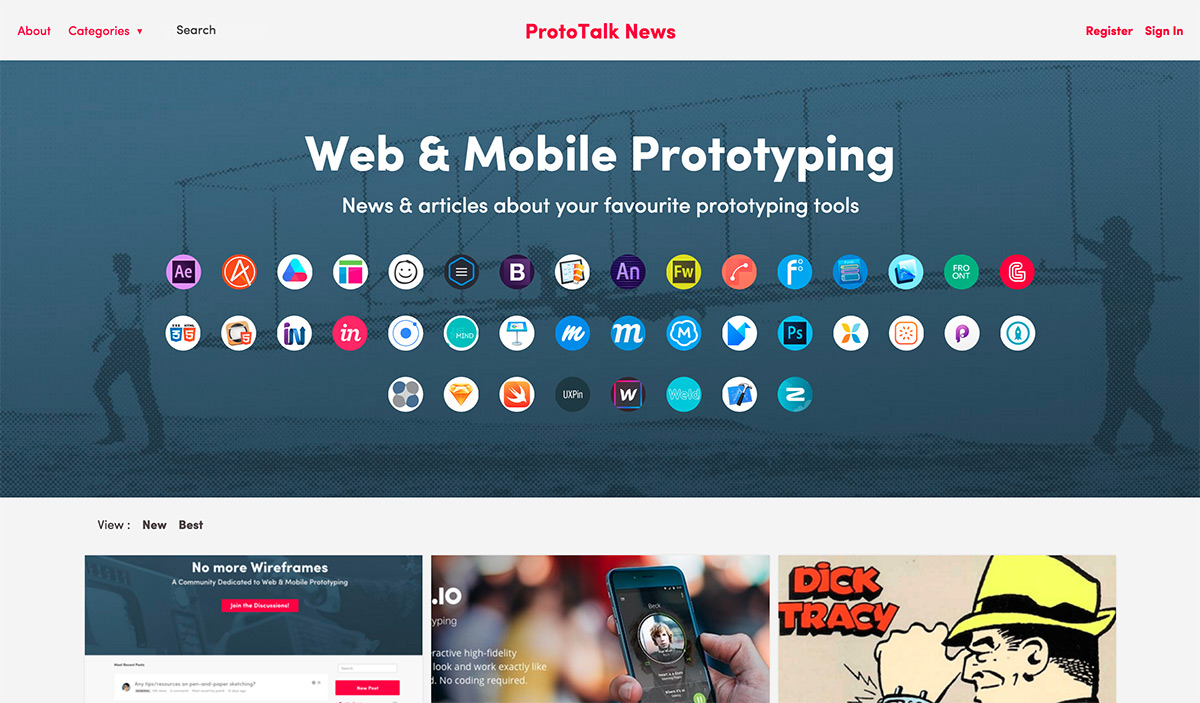 About Categories ▼ Search ProtoTalk News Register Sign In
Web & Mobile Prototyping
News & articles about your favourite prototyping tools
Ae B An Fw f FRO
ONT
HTML in MIND m m M Ps P
UXPin W Weld Z
View : New Best
No more Wireframes
A Community Dedicated to Web & Mobile Prototyping
Join the Discussions!
Most Recent Posts
Search
Any tips/resources on pen-and-paper sketching?
New Post
.IO
yping
ractive high-fidelity
look and work exactly like
d. No coding required.
Beck
DICK
TRACY